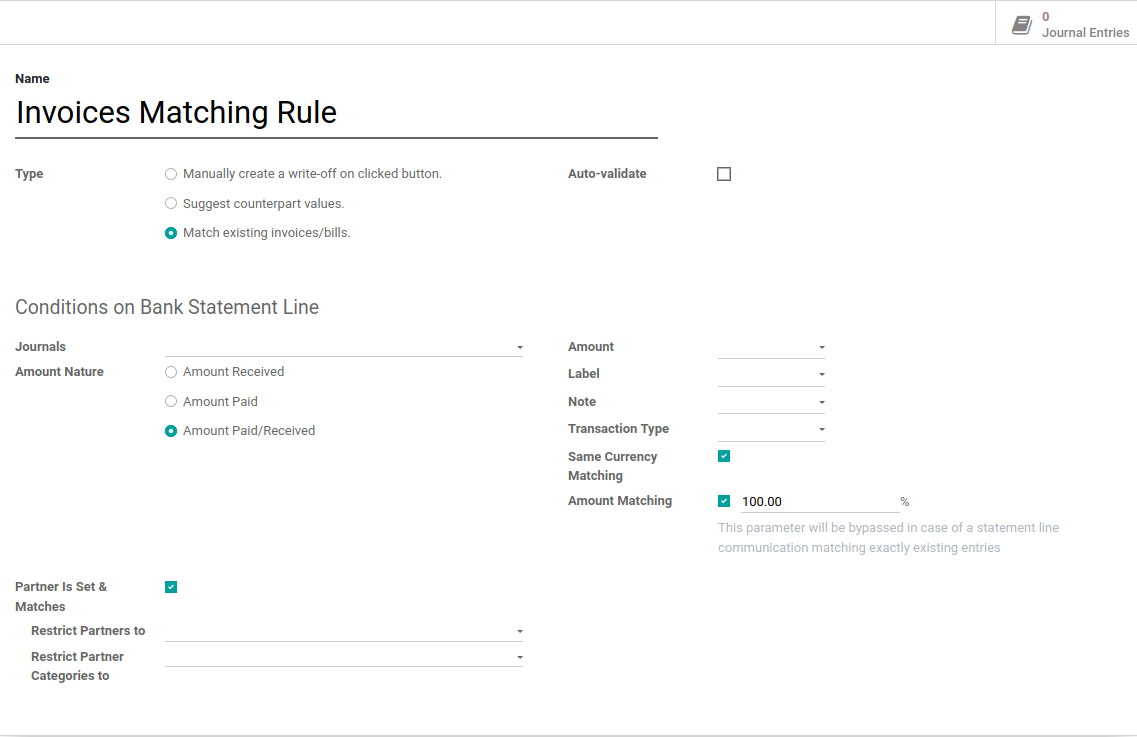 0
Journal Entries
Name
Invoices Matching Rule
Type
Manually create a write-off on clicked button.
Suggest counterpart values.
Match existing invoices/bills.
Auto-validate
Conditions on Bank Statement Line
Journals
Amount Nature
Amount Received
Amount Paid
Amount Paid/Received
Amount
Label
Note
Transaction Type
Same Currency
Matching
Amount Matching
100.00 %
This parameter will be bypassed in case of a statement line
communication matching exactly existing entries
Partner Is Set &
Matches
Restrict Partners to
Restrict Partner
Categories to